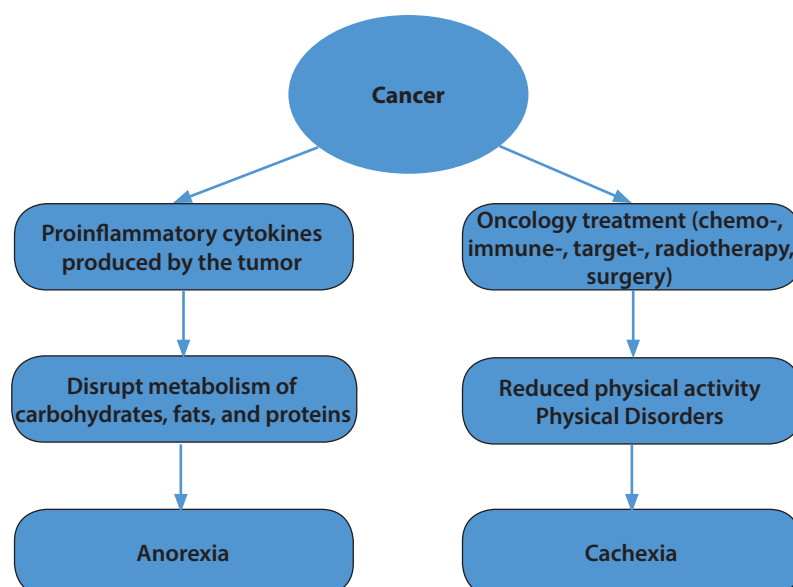 Cancer
Proinflammatory cytokines
produced by the tumor
Oncology treatment (chemo-,
immune-, target-, radiotherapy,
surgery)
Disrupt metabolism of
carbohydrates, fats, and proteins
Reduced physical activity
Physical Disorders
Anorexia
Cachexia